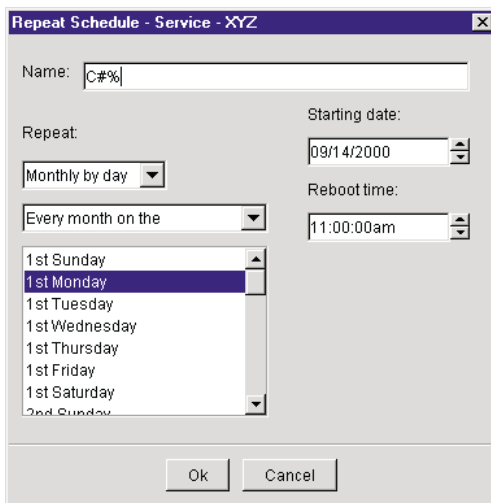 Repeat Schedule - Service - XYZ
Name: C#%
Starting date:
Repeat:
09/14/2000
Monthly by day
Reboot time:
Every month on the
11:00:00am
1st Sunday
1st Monday
1st Tuesday
1st Wednesday
1st Thursday
1st Friday
1st Saturday
2nd Sunday
Ok
Cancel